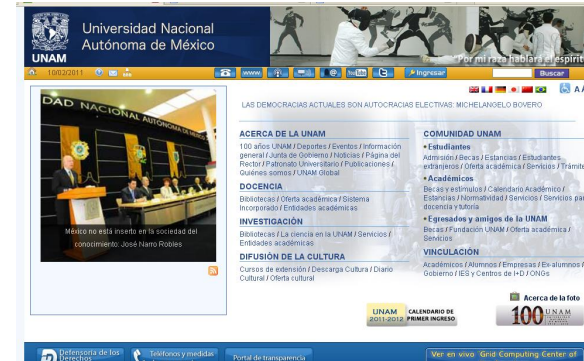 Universidad Nacional
Autónoma de México
UNAM
Por mi raza hablará el espíritu
10/02/2011
www
@
You Tube
Ingresar
Buscar
A A
LAS DEMOCRACIAS ACTUALES SON AUTOCRACIAS ELECTIVAS: MICHELANGELO BOVERO
DAD NACIONAL AUTÓNOMA DE MÉXICO
México no está inserto en la sociedad del
conocimiento: José Narro Robles
ACERCA DE LA UNAM
100 años UNAM / Deportes / Eventos / Información
general / Junta de Gobierno / Noticias / Página del
Rector / Patronato Universitario / Publicaciones /
Quiénes somos / UNAM Global
DOCENCIA
Bibliotecas / Oferta académica / Sistema
Incorporado / Entidades académicas
INVESTIGACIÓN
Bibliotecas / La ciencia en la UNAM / Servicios /
Entidades académicas
DIFUSIÓN DE LA CULTURA
Cursos de extensión / Descarga Cultura / Diario
Cultural / Oferta cultural
COMUNIDAD UNAM
Estudiantes
Admisión / Becas / Estancias / Estudiantes
extranjeros / Oferta académica / Servicios / Trámite
Académicos
Becas y estímulos / Calendario Académico /
Estancias / Normatividad / Servicios / Servicios para
docencia y tutoría
Egresados y amigos de la UNAM
Becas / Fundación UNAM / Oferta académica /
Servicios
VINCULACIÓN
Académicos / Alumnos / Empresas / Ex-alumnos /
Gobierno / IES y Centros de I+D / ONGs
Acerca de la foto
UNAM
2011-2012
CALENDARIO DE
PRIMER INGRESO
100 UNAM
Defensoría de los
Derechos
Teléfonos y medidas
Portal de transparencia
Ver en vivo Grid Computing Center of